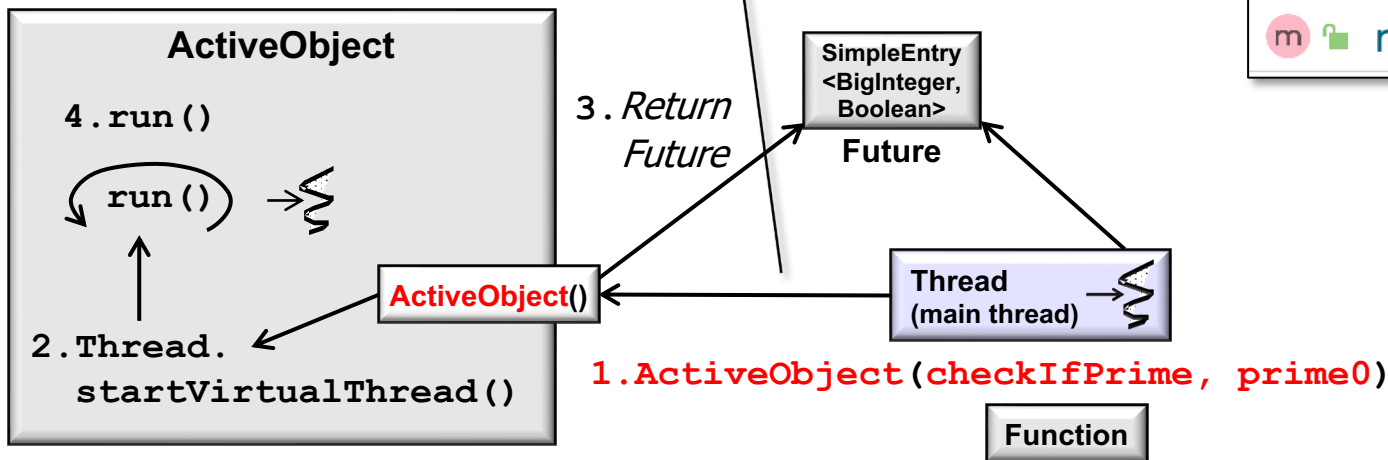 ActiveObject
4.run()
run()
2.Thread.
startVirtualThread()
ActiveObject()
3.Return
Future
SimpleEntry
<BigInteger,
Boolean>
Future
Thread
(main thread)
1.ActiveObject(checkIfPrime, prime0)
Function
m